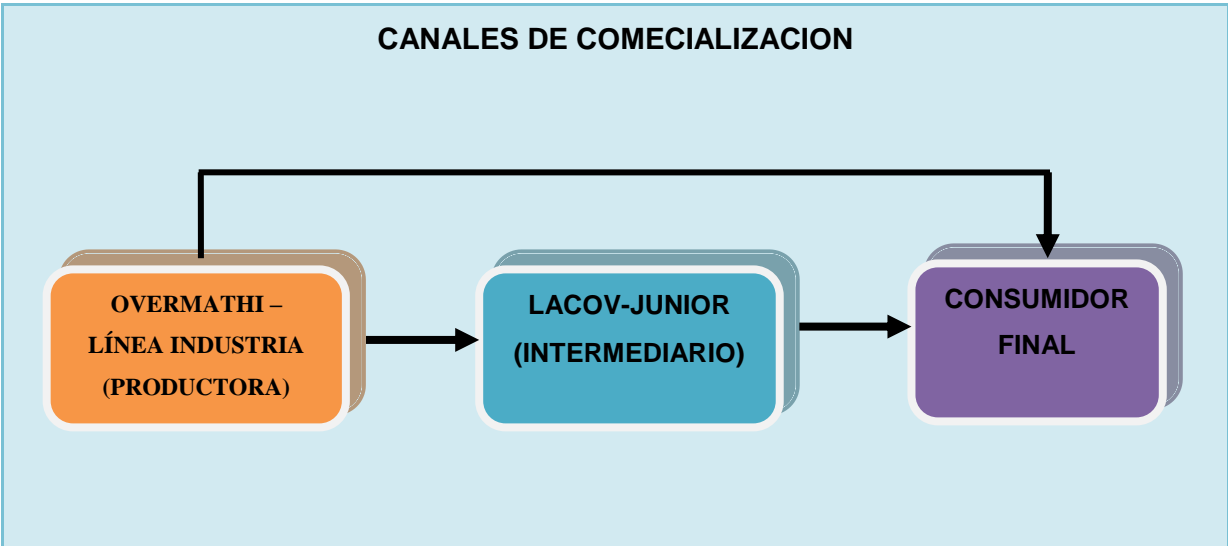 CANALES DE COMECIALIZACION
OVERMATHI –
LÍNEA INDUSTRIA
(PRODUCTORA)
LACOV-JUNIOR
(INTERMEDIARIO)
CONSUMIDOR
FINAL